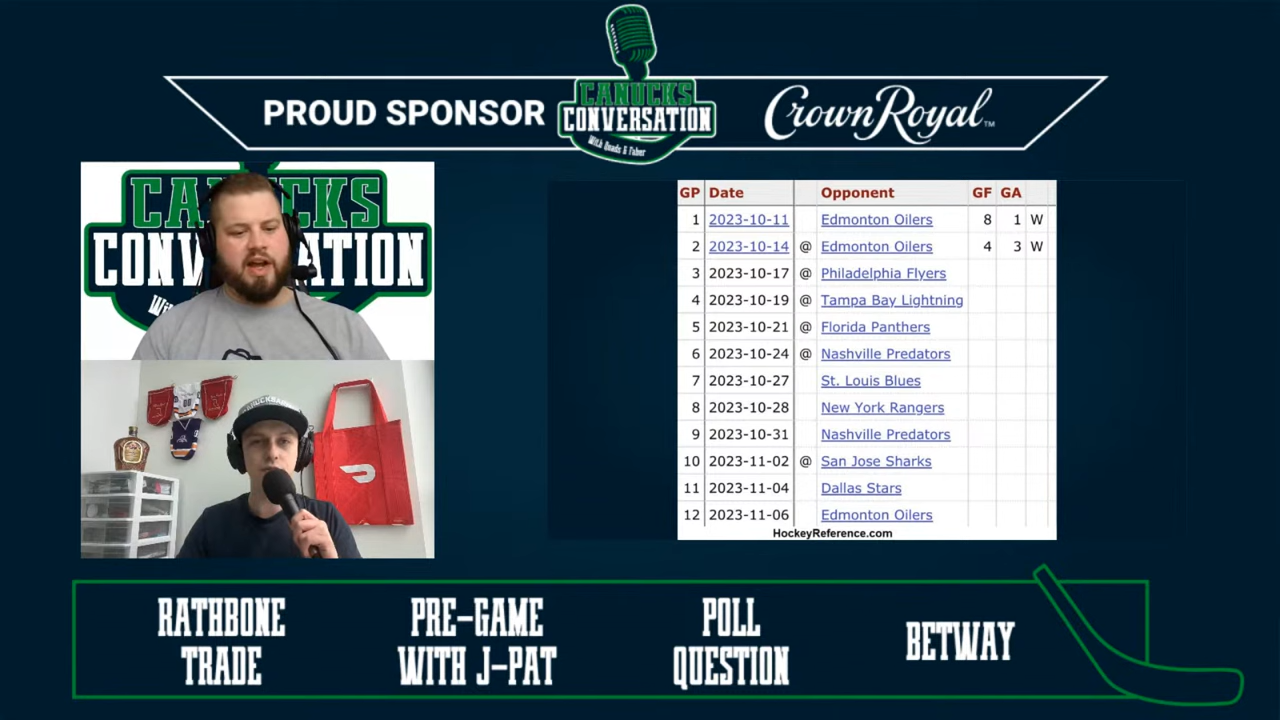 PROUD SPONSOR
CANUCKS
CONVERSATION
With Quads & Faber
Crown Royal™
CANUCKS
CONVERSATION
GP Date Opponent GF GA
1 2023-10-11 Edmonton Oilers 8 1 W
2 2023-10-14 @ Edmonton Oilers 4 3 W
3 2023-10-17 @ Philadelphia Flyers
4 2023-10-19 @ Tampa Bay Lightning
5 2023-10-21 @ Florida Panthers
6 2023-10-24 @ Nashville Predators
7 2023-10-27 St. Louis Blues
8 2023-10-28 New York Rangers
9 2023-10-31 Nashville Predators
10 2023-11-02 @ San Jose Sharks
11 2023-11-04 Dallas Stars
12 2023-11-06 Edmonton Oilers
HockeyReference.com
RATHBONE
TRADE
PRE-GAME
WITH J-PAT
POLL
QUESTION
BETWAY